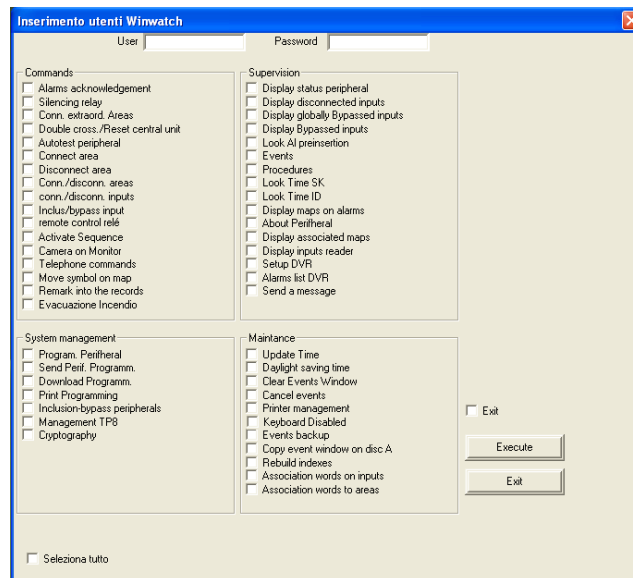 Inserimento utenti Winwatch
User Password
Commands
Alarms acknowledgement
Silencing relay
Conn. extraord. Areas
Double cross./Reset central unit
Autotest peripheral
Connect area
Disconnect area
Conn./disconn. areas
conn./disconn. inputs
Inclus/bypass input
remote control relé
Activate Sequence
Camera on Monitor
Telephone commands
Move symbol on map
Remark into the records
Evacuazione Incendio
Supervision
Display status peripheral
Display disconnected inputs
Display globally Bypassed inputs
Display Bypassed inputs
Look Al preinsertion
Events
Procedures
Look Time SK
Look Time ID
Display maps on alarms
About Perifheral
Display associated maps
Display inputs reader
Setup DVR
Alarms list DVR
Send a message
System management
Program. Perifheral
Send Perif. Programm.
Download Programm.
Print Programming
Inclusion-bypass peripherals
Management TP8
Cryptography
Maintance
Update Time
Daylight saving time
Clear Events Window
Cancel events
Printer management
Keyboard Disabled
Events backup
Copy event window on disc A
Rebuild indexes
Association words on inputs
Association words to areas
Exit
Execute
Exit
Seleziona tutto